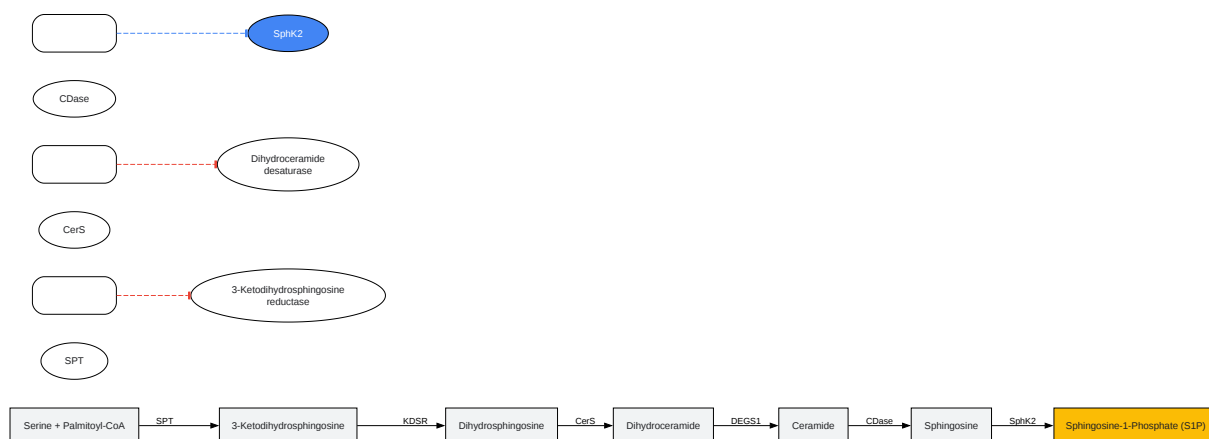 SphK2
CDase
Dihydroceramide
desaturase
CerS
3-Ketodihydrosphingosine
reductase
SPT
Serine + Palmitoyl-CoA
SPT
3-Ketodihydrosphingosine
KDSR
Dihydrosphingosine
CerS
Dihydroceramide
DEGS1
Ceramide
CDase
Sphingosine
SphK2
Sphingosine-1-Phosphate (S1P)